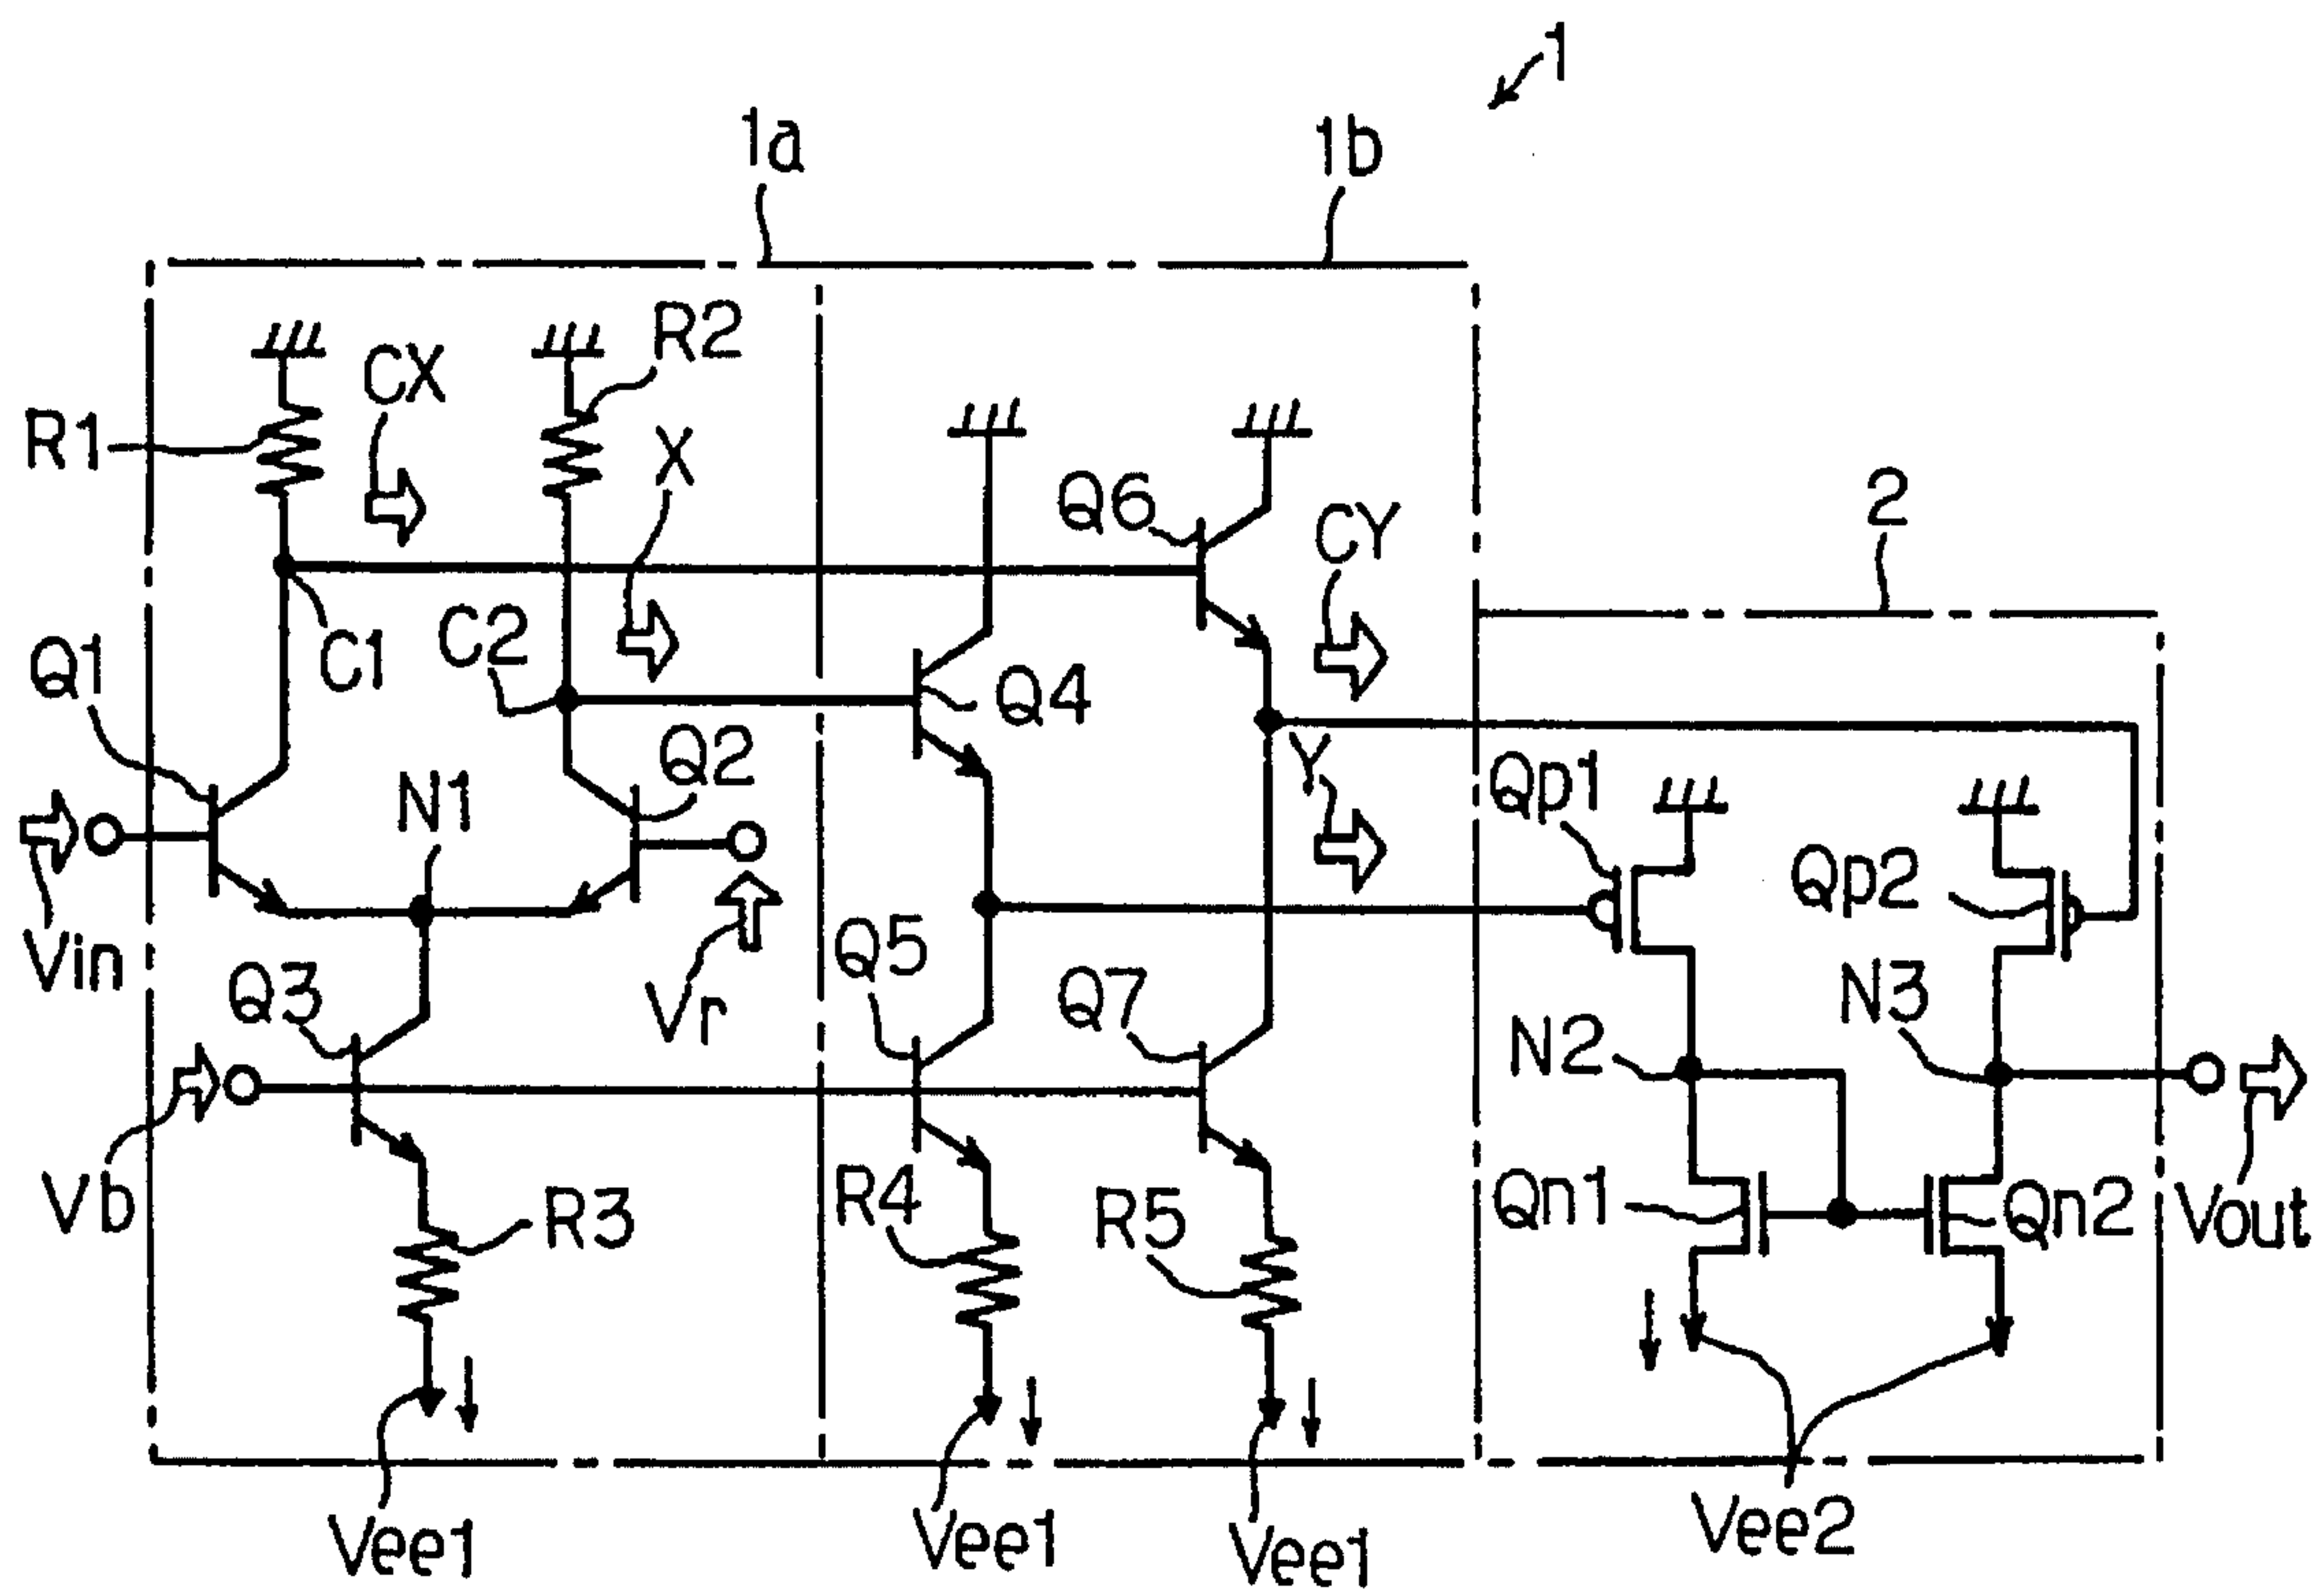 1
1a
1b
R2
CX
R1
X
Q6
CY
2
Q1
C1
C2
Q4
Q2
Y
Qp1
N1
Qp2
Vin
Q3
Vr
Q5
Q7
N2
N3
Vb
R3
R4
R5
Qn1
Qn2
Vout
Vee1
Vee1
Vee1
Vee2